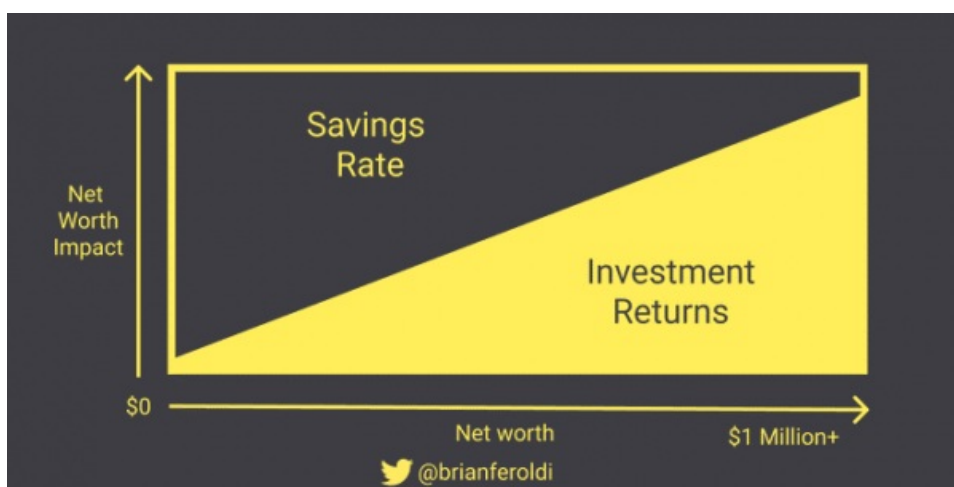 Savings
Rate
Net
Worth
Impact
Investment
Returns
$0
Net worth
$1 Million+
@brianferoldi